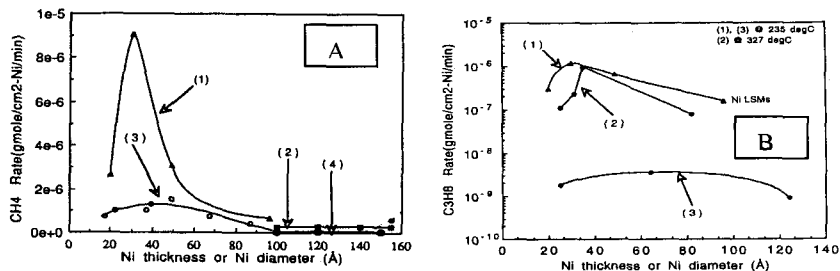 A
CH4 Rate(gmole/cm2-Ni/min)
1e-5
8e-6
6e-6
4e-6
2e-6
0e+0
(1)
(3)
(2)
(4)
0 20 40 60 80 100 120 140 160
Ni thickness or Ni diameter (Å)
B
C3H8 Rate(gmole/cm2-Ni/min)
10-5
10-6
10-7
10-8
10-9
10-10
(1), (3) @ 235 degC
(2) @ 327 degC
(1)
(2)
Ni LSMs
(3)
0 20 40 60 80 100 120 140
Ni thickness or Ni diameter (Å)